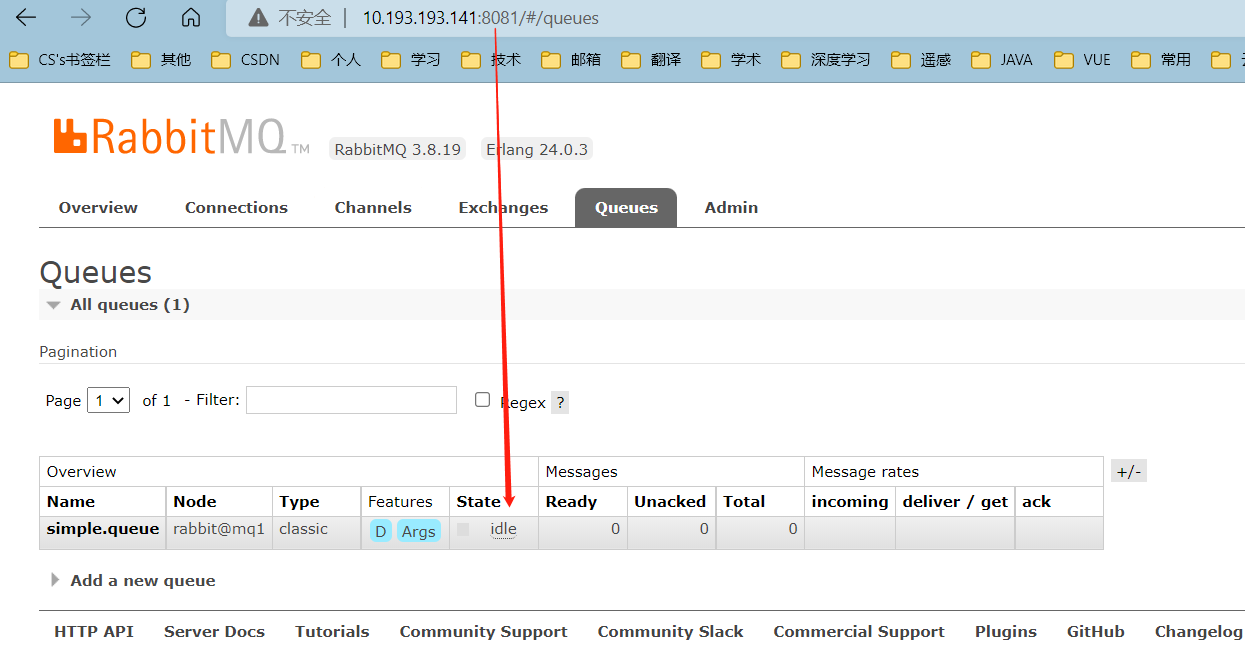 不安全 | 10.193.193.141:8081/#/queues
CS's书签栏 其他 CSDN 个人 学习 技术 邮箱 翻译 学术 深度学习 遥感 JAVA VUE 常用
RabbitMQ TM RabbitMQ 3.8.19 Erlang 24.0.3
Overview Connections Channels Exchanges Queues Admin
Queues
All queues (1)
Pagination
Page 1 of 1 - Filter: Regex ?
Overview Messages Message rates +/-
Name Node Type Features State Ready Unacked Total incoming deliver / get ack
simple.queue rabbit@mq1 classic D Args idle 0 0 0
Add a new queue
HTTP API Server Docs Tutorials Community Support Community Slack Commercial Support Plugins GitHub Changelog